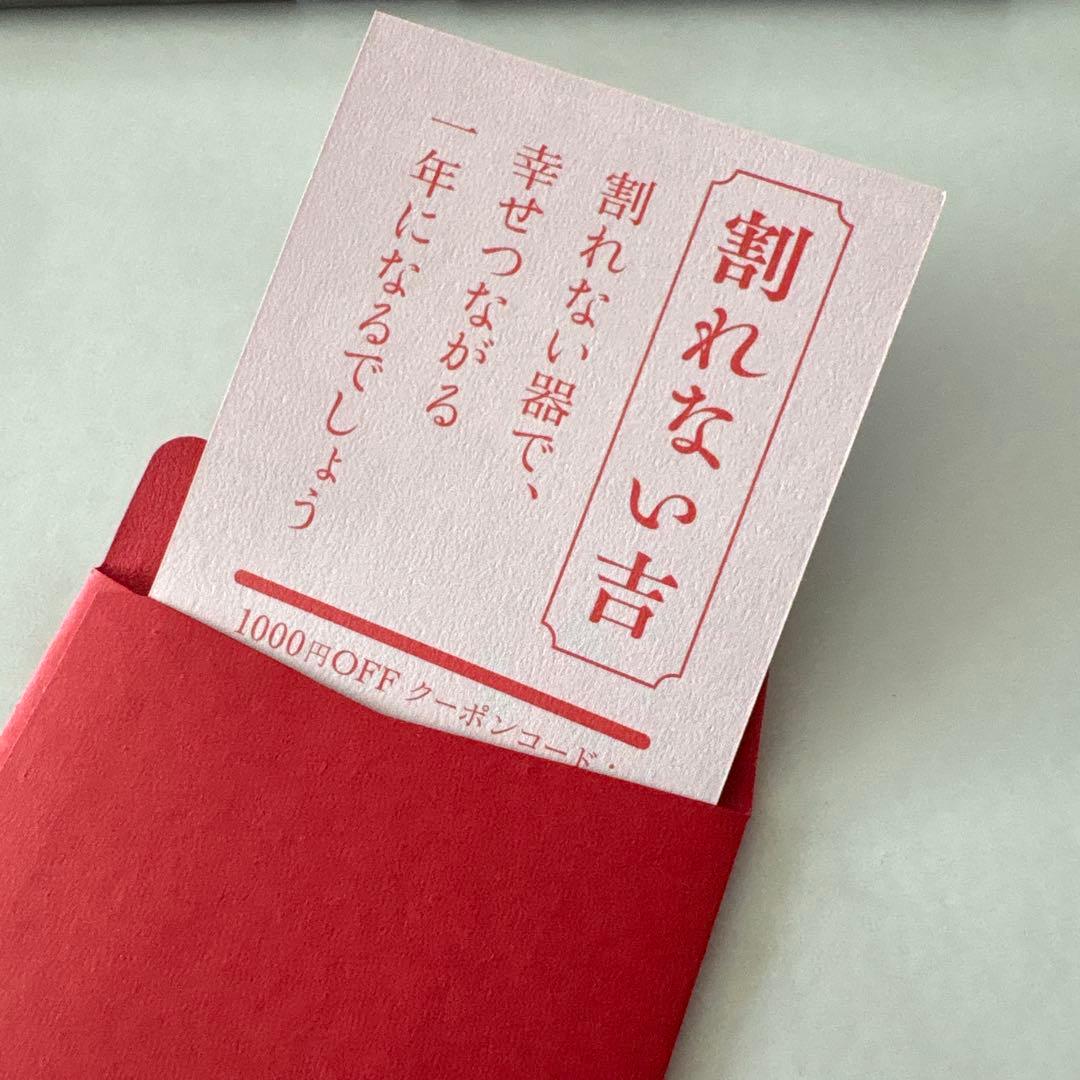 割れない吉
割れない器で、
幸せつながる
一年になるでしょう
1000円OFF クーポンコード・